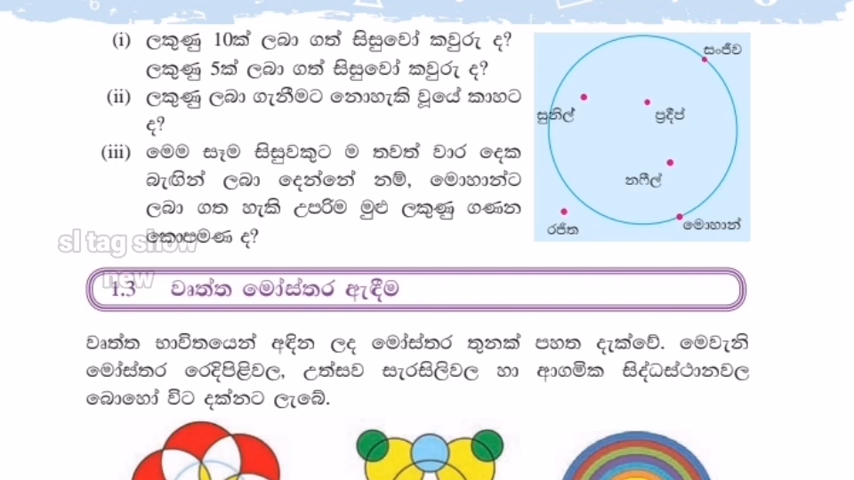 (i) ලකුණු 10ක් ලබා ගත් සිසුවෝ කවුරු ද?
ලකුණු 5ක් ලබා ගත් සිසුවෝ කවුරු ද?
(ii) ලකුණු ලබා ගැනීමට නොහැකි වූයේ කාහට
ද?
(iii) මෙම සෑම සිසුවකුට ම තවත් වාර දෙක
බැගින් ලබා දෙන්නේ නම්, මොහාන්ට
ලබා ගත හැකි උපරිම මුළු ලකුණු ගණන
කොපමණ ද?
සංජීව
සුනිල්
ප්‍රදීප්
නෆීල්
රජිත
මොහාන්
sl tag show
new
1.3 වෘත්ත මෝස්තර ඇඳීම
වෘත්ත භාවිතයෙන් අඳින ලද මෝස්තර තුනක් පහත දැක්වේ. මෙවැනි
මෝස්තර රෙදිපිළිවල, උත්සව සැරසිලිවල හා ආගමික සිද්ධස්ථානවල
බොහෝ විට දක්නට ලැබේ.